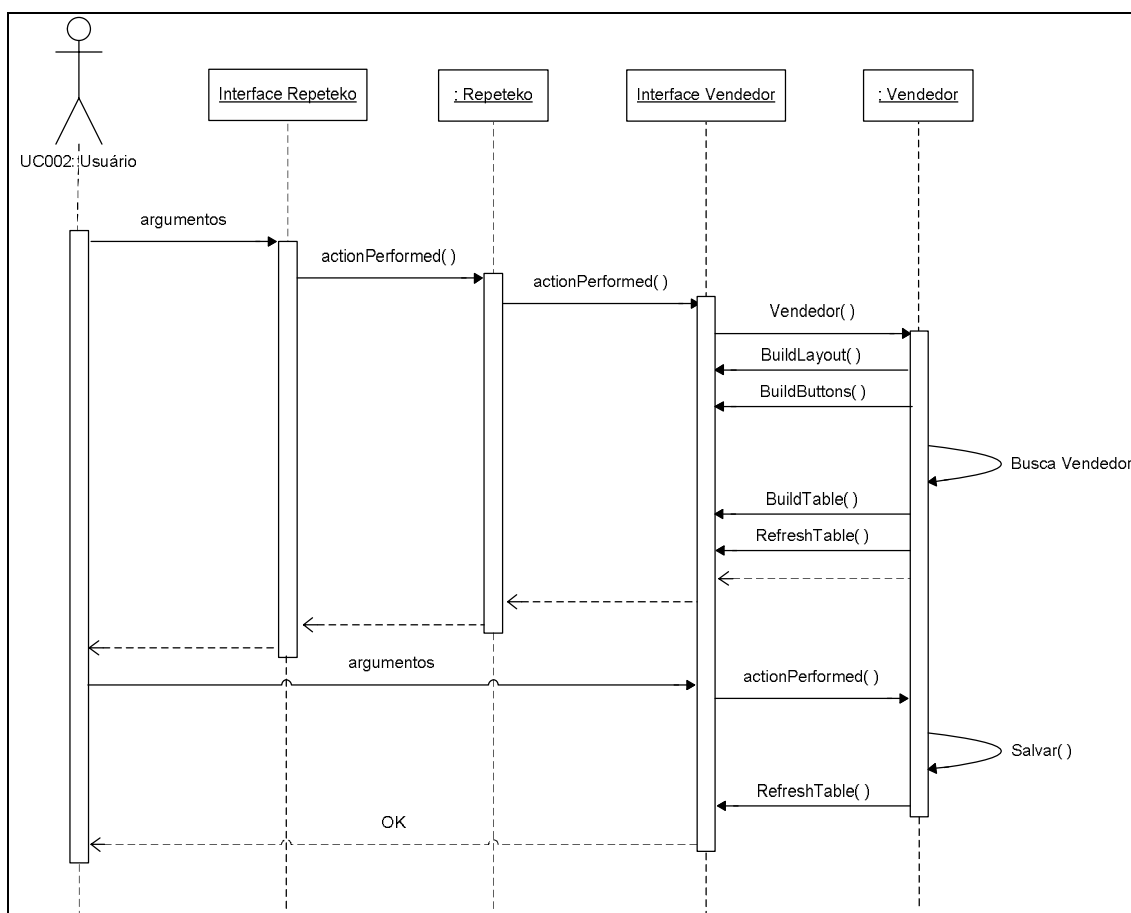 Interface Repeteko
: Repeteko
Interface Vendedor
: Vendedor
UC002: Usuário
argumentos
actionPerformed( )
actionPerformed( )
Vendedor( )
BuildLayout( )
BuildButtons( )
Busca Vendedor
BuildTable( )
RefreshTable( )
argumentos
actionPerformed( )
Salvar( )
RefreshTable( )
OK